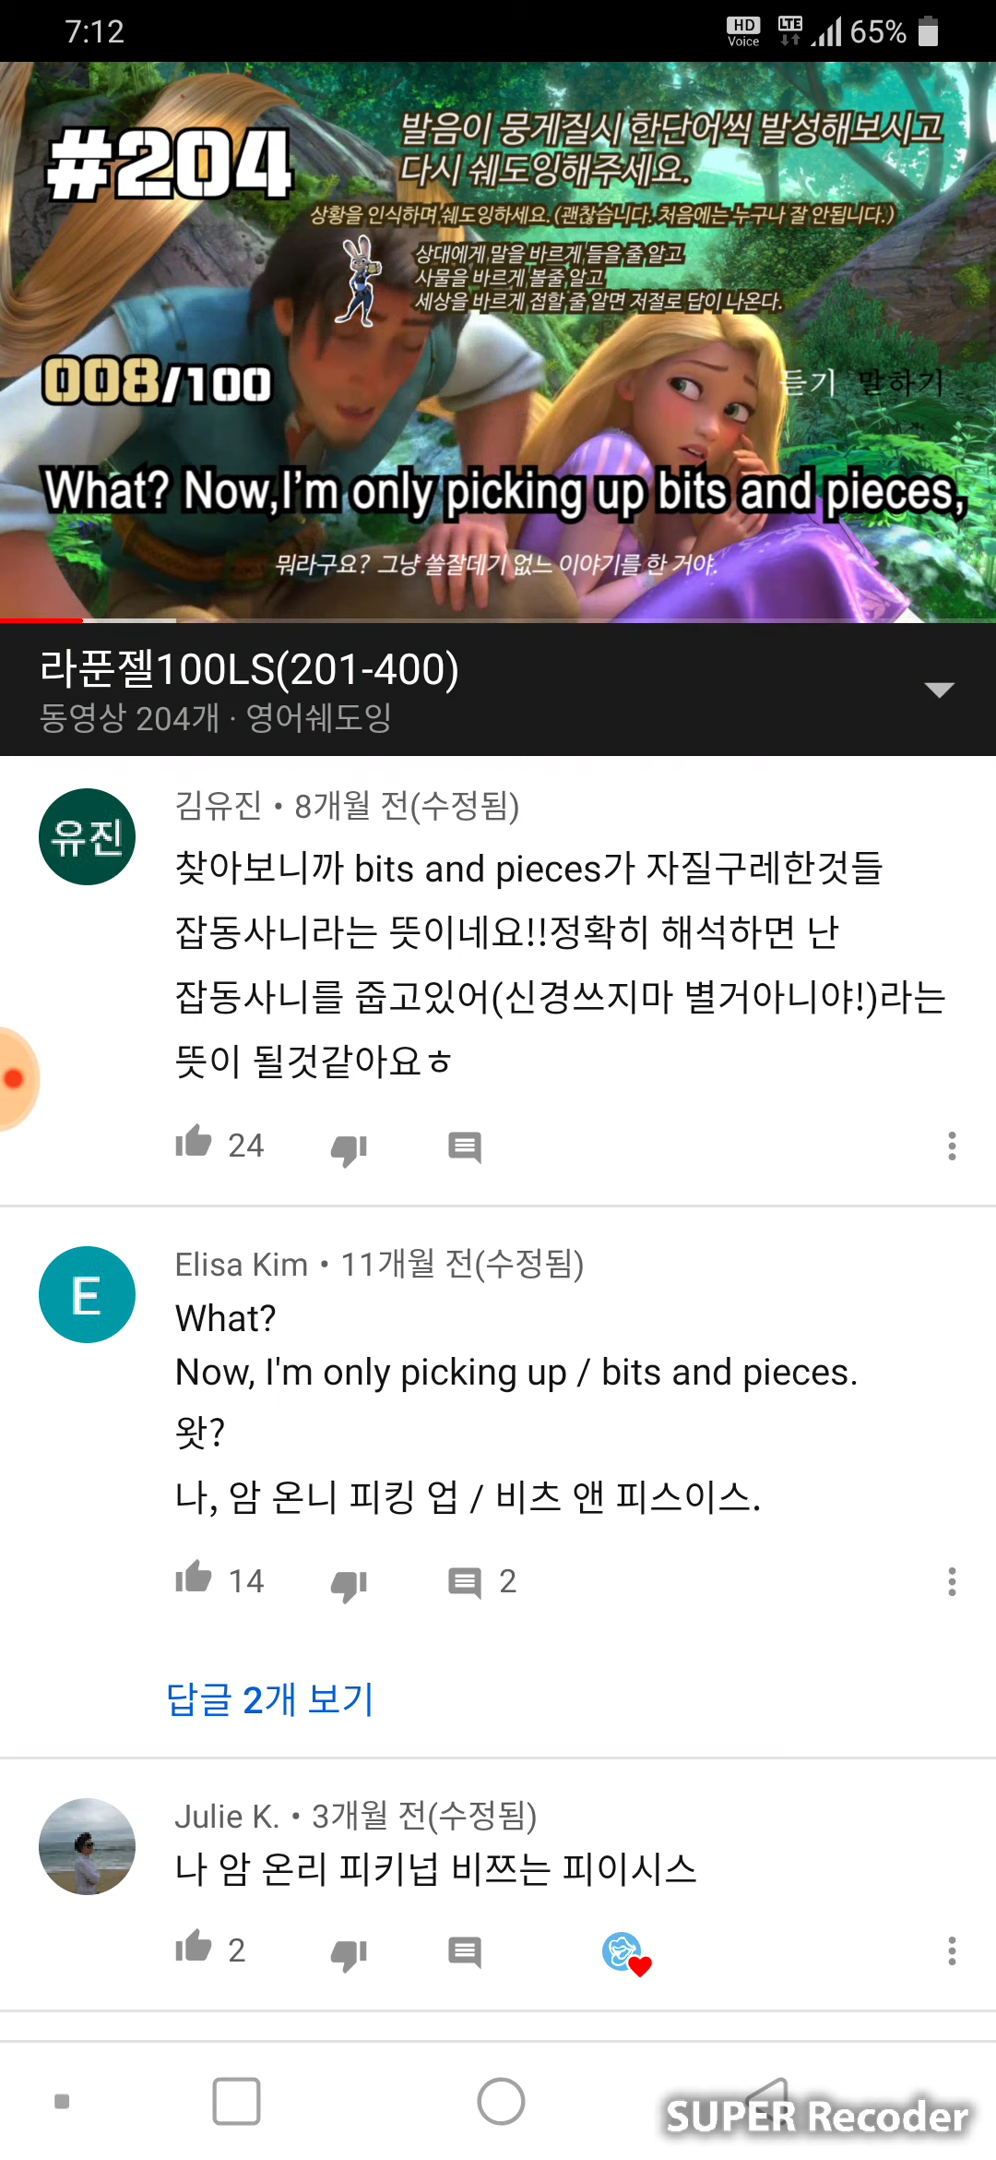 7:12
HD Voice LTE 65%
#204
발음이 뭉게질시 한단어씩 발성해보시고
다시 쉐도잉해주세요.
상황을 인식하며 쉐도잉하세요.(괜찮습니다. 처음에는 누구나 잘 안됩니다.)
상대에게 말을 바르게 들을 줄 알고
사물을 바르게 볼줄 알고
세상을 바르게 접할 줄 알면 저절로 답이 나온다.
008/100
듣기 말하기
What? Now,I'm only picking up bits and pieces,
뭐라구요? 그냥 쓸잘데기 없느 이야기를 한 거야.
라푼젤100LS(201-400)
동영상 204개 · 영어쉐도잉
유진
김유진 • 8개월 전(수정됨)
찾아보니까 bits and pieces가 자질구레한것들
잡동사니라는 뜻이네요!!정확히 해석하면 난
잡동사니를 줍고있어(신경쓰지마 별거아니야!)라는
뜻이 될것같아요ㅎ
24
E
Elisa Kim • 11개월 전(수정됨)
What?
Now, I'm only picking up / bits and pieces.
왓?
나, 암 온니 피킹 업 / 비츠 앤 피스이스.
14 2
답글 2개 보기
Julie K. • 3개월 전(수정됨)
나 암 온리 피키넙 비쯔는 피이시스
2
SUPER Recoder